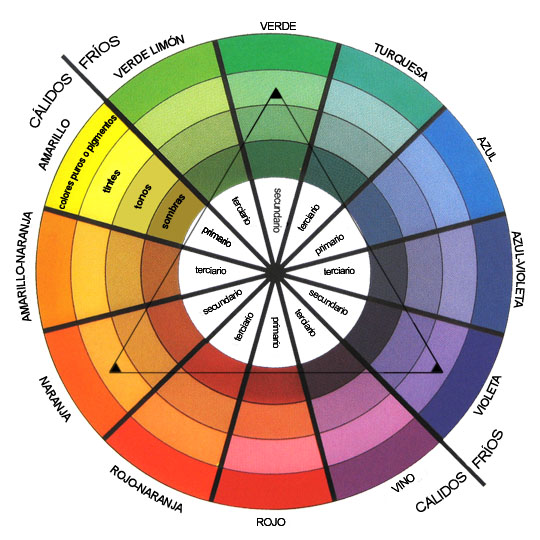 VERDE
TURQUESA
AZUL
AZUL-VIOLETA
VIOLETA
FRÍOS
CALIDOS
VINO
ROJO
ROJO-NARANJA
NARANJA
AMARILLO-NARANJA
AMARILLO
CÁLIDOS
FRÍOS
VERDE LIMÓN
colores puros o pigmentos
tintes
tonos
sombras
secundario
terciario
primario
terciario
secundario
terciario
primario
terciario
secundario
terciario
primario
terciario